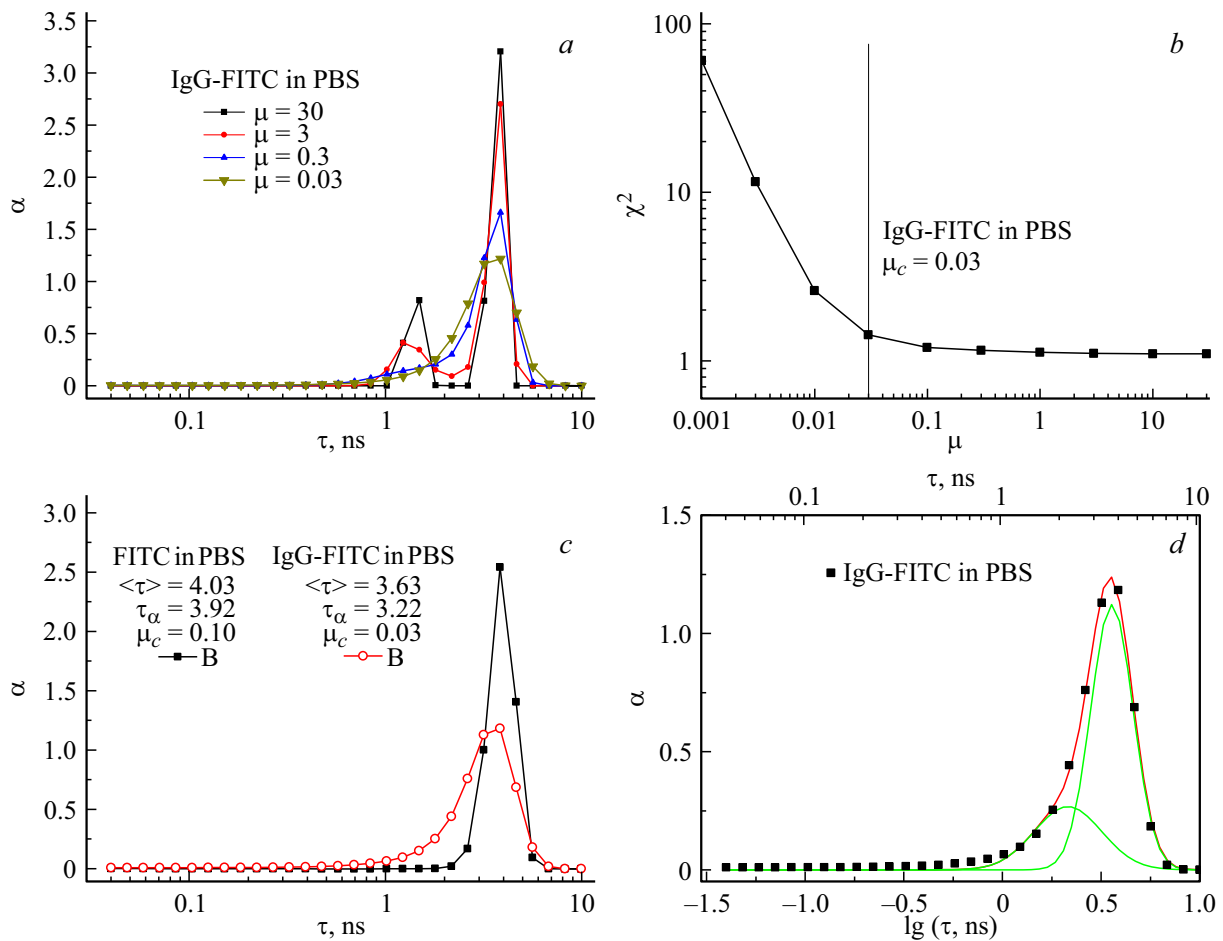 a
3.5
3.0
2.5
2.0
1.5
1.0
0.5
0
α
IgG-FITC in PBS
μ = 30
μ = 3
μ = 0.3
μ = 0.03
0.1
1
10
τ, ns
b
100
10
1
χ²
IgG-FITC in PBS
μc = 0.03
0.001
0.01
0.1
1
10
μ
c
3.0
2.5
2.0
1.5
1.0
0.5
0
α
FITC in PBS
<τ> = 4.03
τα = 3.92
μc = 0.10
B
IgG-FITC in PBS
<τ> = 3.63
τα = 3.22
μc = 0.03
B
0.1
1
10
τ, ns
τ, ns
0.1
1
10
d
1.5
1.0
0.5
0
α
IgG-FITC in PBS
–1.5
–1.0
–0.5
0.0
0.5
1.0
lg (τ, ns)